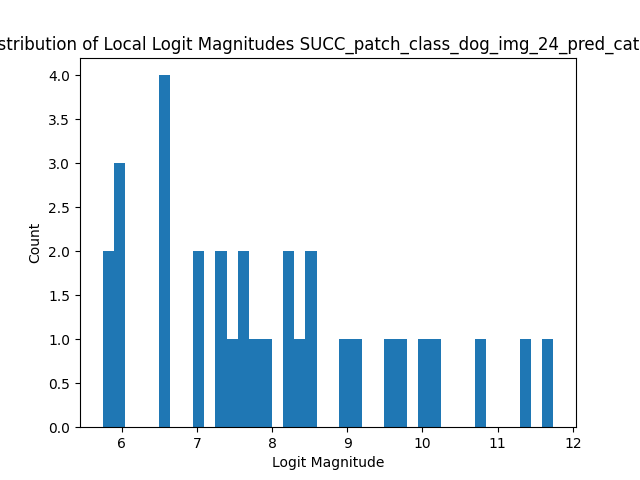 stribution of Local Logit Magnitudes SUCC_patch_class_dog_img_24_pred_cat
4.0
3.5
3.0
2.5
2.0
1.5
1.0
0.5
0.0
Count
6 7 8 9 10 11 12
Logit Magnitude